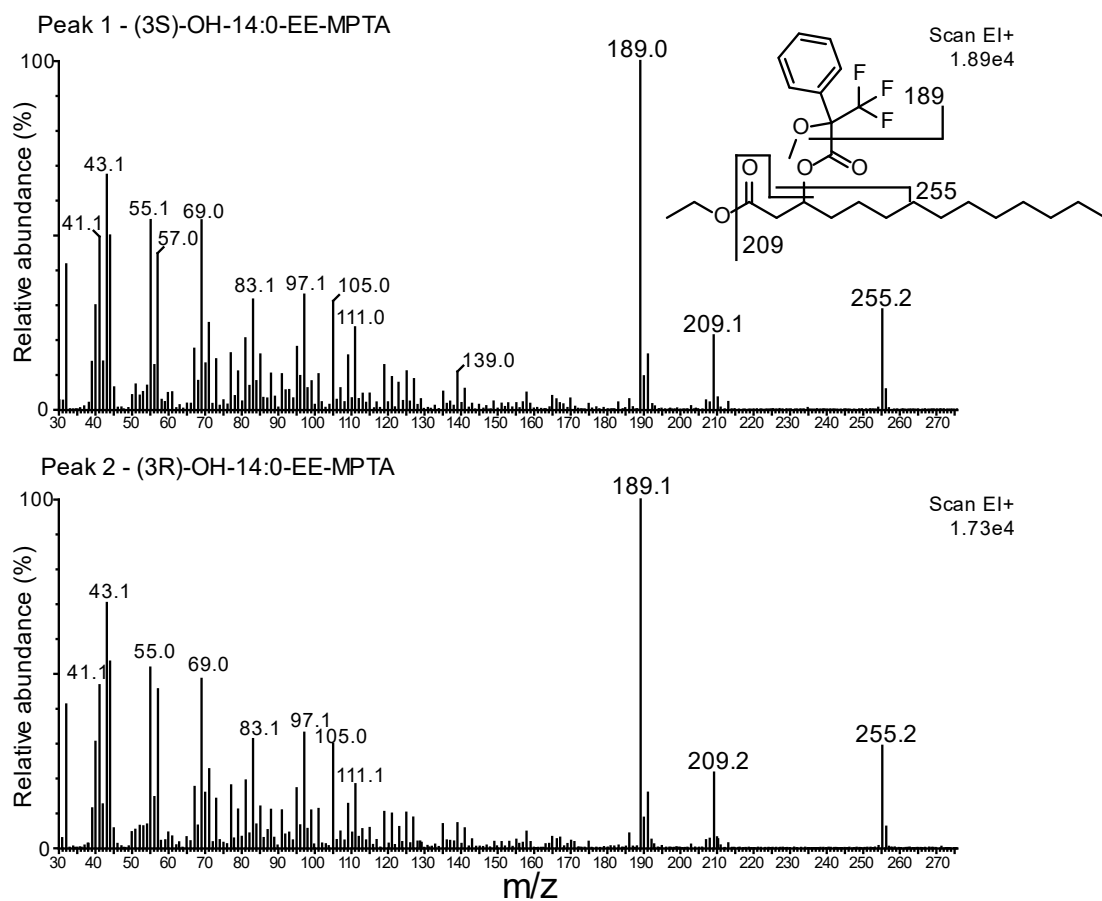 Peak 1 - (3S)-OH-14:0-EE-MPTA
Scan EI+
1.89e4
Relative abundance (%)
100
0
189.0
43.1
41.1
55.1
57.0
69.0
83.1
97.1
105.0
111.0
139.0
209.1
255.2
F
F
F
189
O
O
O
O
O
255
209
30 40 50 60 70 80 90 100 110 120 130 140 150 160 170 180 190 200 210 220 230 240 250 260 270
Peak 2 - (3R)-OH-14:0-EE-MPTA
Scan EI+
1.73e4
Relative abundance (%)
100
0
189.1
43.1
41.1
55.0
69.0
83.1
97.1
105.0
111.1
209.2
255.2
30 40 50 60 70 80 90 100 110 120 130 140 150 160 170 180 190 200 210 220 230 240 250 260 270
m/z